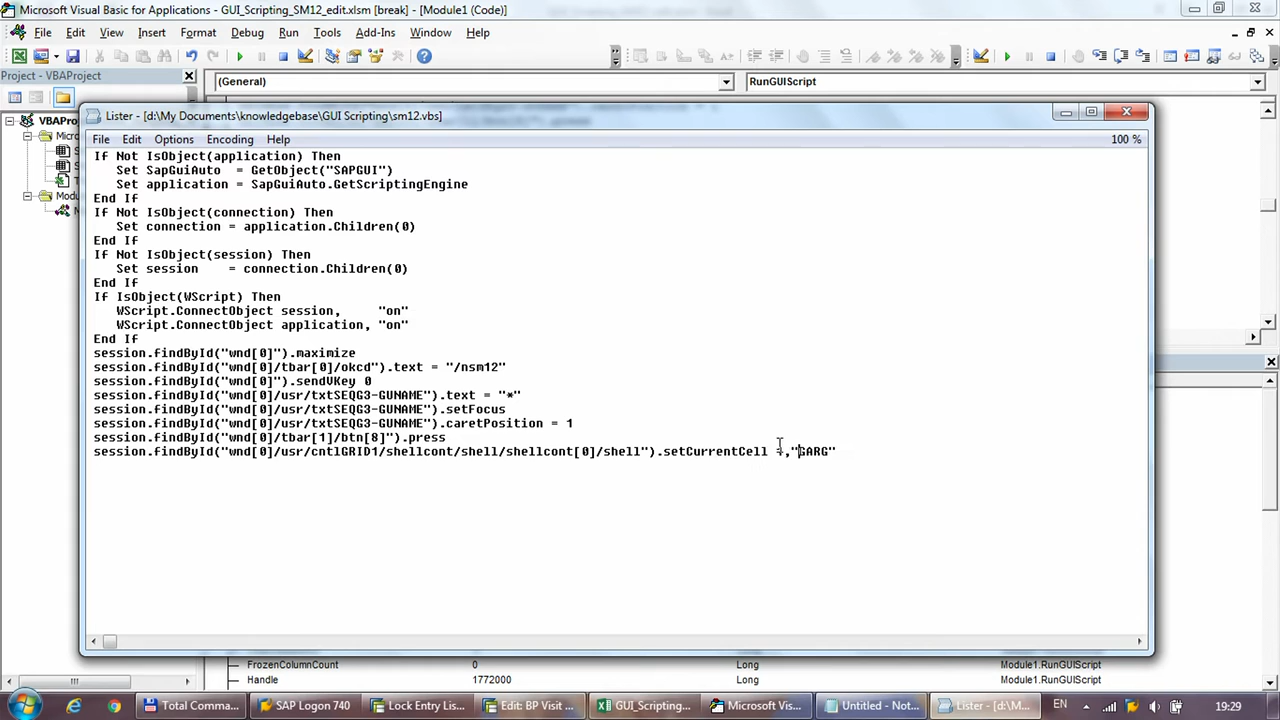 Microsoft Visual Basic for Applications - GUI_Scripting_SM12_edit.xlsm [break] - [Module1 (Code)]
File Edit View Insert Format Debug Run Tools Add-Ins Window Help
Project - VBAProject
(General)
RunGUIScript
VBAProj
Micro
Modu
Lister - [d:\My Documents\knowledgebase\GUI Scripting\sm12.vbs]
File Edit Options Encoding Help
100 %
If Not IsObject(application) Then
Set SapGuiAuto = GetObject("SAPGUI")
Set application = SapGuiAuto.GetScriptingEngine
End If
If Not IsObject(connection) Then
Set connection = application.Children(0)
End If
If Not IsObject(session) Then
Set session = connection.Children(0)
End If
If IsObject(WScript) Then
WScript.ConnectObject session, "on"
WScript.ConnectObject application, "on"
End If
session.findById("wnd[0]").maximize
session.findById("wnd[0]/tbar[0]/okcd").text = "/nsm12"
session.findById("wnd[0]").sendVKey 0
session.findById("wnd[0]/usr/txtSEQG3-GUNAME").text = "*"
session.findById("wnd[0]/usr/txtSEQG3-GUNAME").setFocus
session.findById("wnd[0]/usr/txtSEQG3-GUNAME").caretPosition = 1
session.findById("wnd[0]/tbar[1]/btn[8]").press
session.findById("wnd[0]/usr/cntlGRID1/shellcont/shell/shellcont[0]/shell").setCurrentCell ,"GARG"
FrozenColumnCount 0 Long Module1.RunGUIScript
Handle 1772000 Long Module1.RunGUIScript
Total Comma... SAP Logon 740 Lock Entry Lis... Edit: BP Visit ... GUI_Scripting... Microsoft Vis... Untitled - Not... Lister - [d:\M... EN 19:29